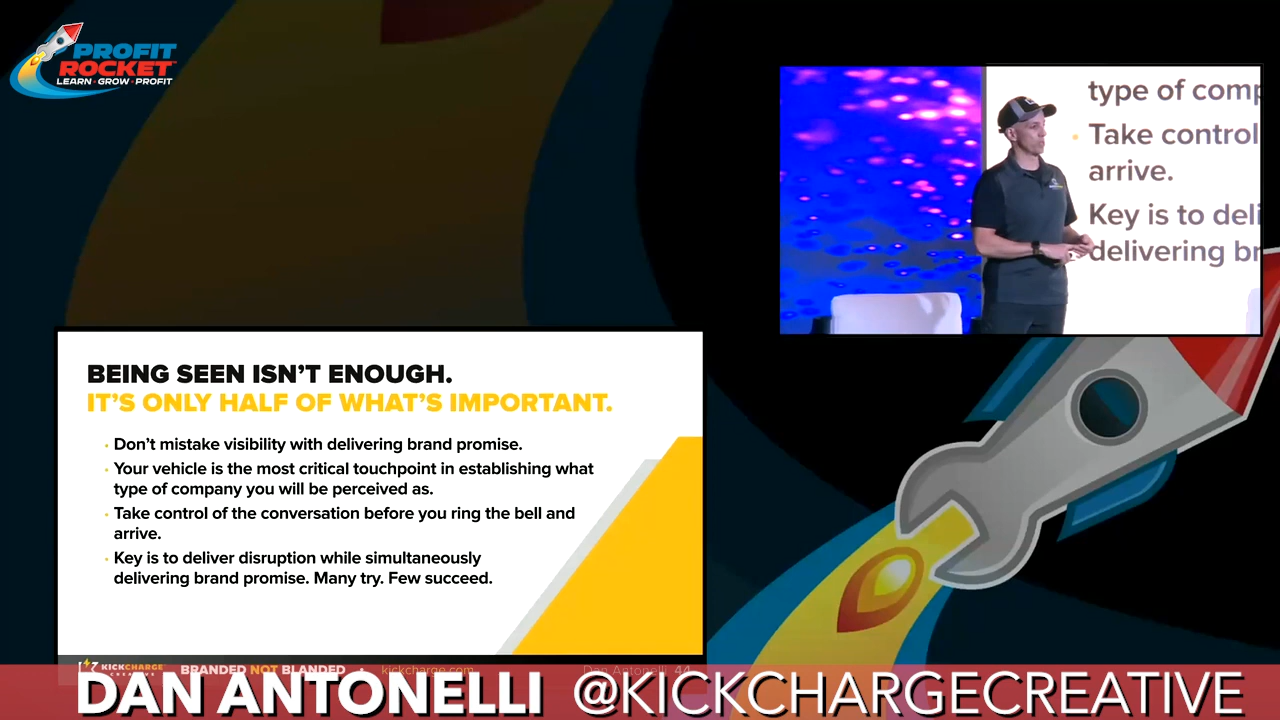 PROFIT
ROCKET
LEARN · GROW · PROFIT
type of comp
Take control
arrive.
Key is to deli
delivering br
BEING SEEN ISN'T ENOUGH.
IT'S ONLY HALF OF WHAT'S IMPORTANT.
· Don't mistake visibility with delivering brand promise.
· Your vehicle is the most critical touchpoint in establishing what
type of company you will be perceived as.
· Take control of the conversation before you ring the bell and
arrive.
· Key is to deliver disruption while simultaneously
delivering brand promise. Many try. Few succeed.
KICKCHARGE
CREATIVE
BRANDED NOT BLANDED • kickcharge.com Dan Antonelli 44
DAN ANTONELLI @KICKCHARGECREATIVE